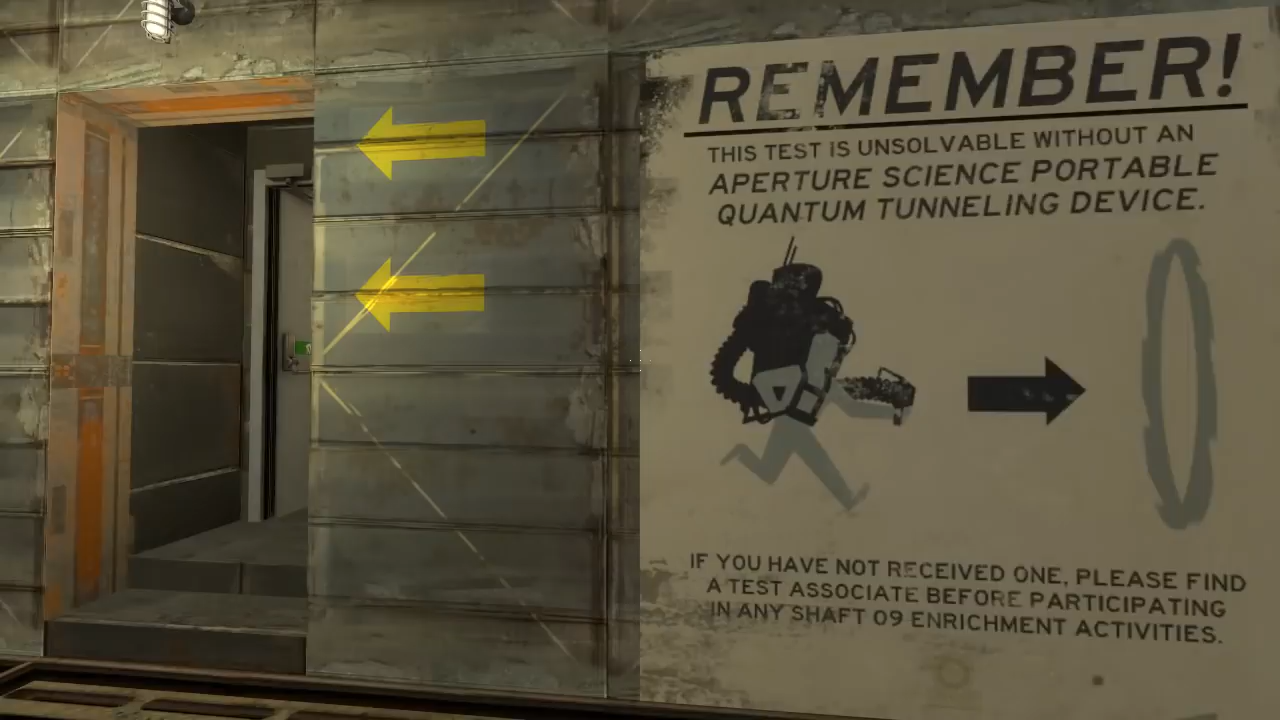 REMEMBER!
THIS TEST IS UNSOLVABLE WITHOUT AN
APERTURE SCIENCE PORTABLE
QUANTUM TUNNELING DEVICE.
IF YOU HAVE NOT RECEIVED ONE, PLEASE FIND
A TEST ASSOCIATE BEFORE PARTICIPATING
IN ANY SHAFT 09 ENRICHMENT ACTIVITIES.